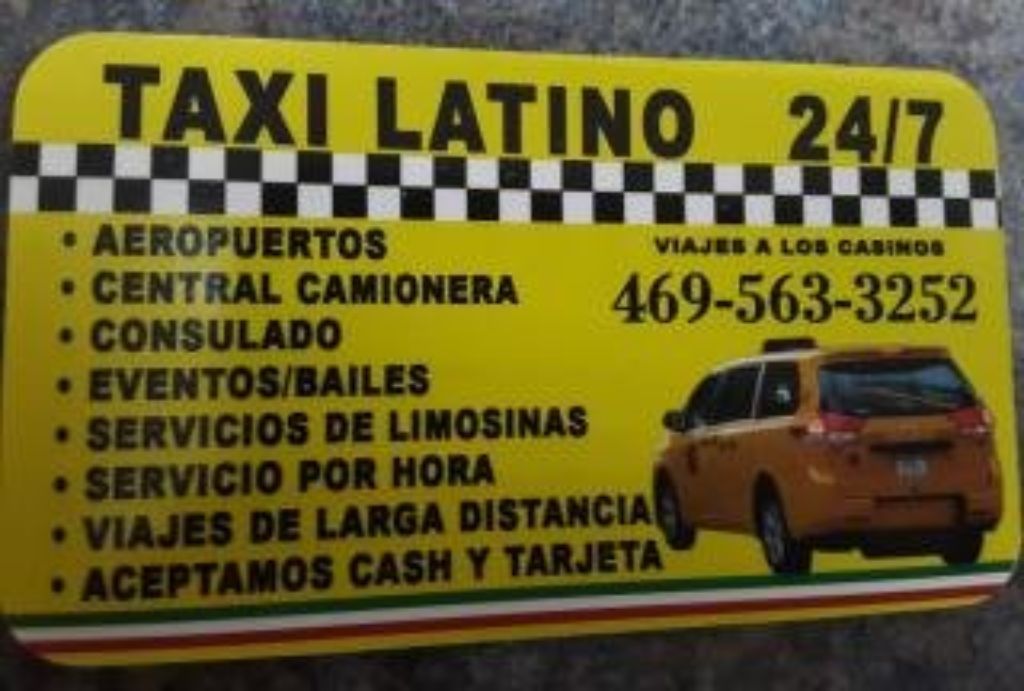 TAXI LATINO 24/7
• AEROPUERTOS
• CENTRAL CAMIONERA
• CONSULADO
• EVENTOS/BAILES
• SERVICIOS DE LIMOSINAS
• SERVICIO POR HORA
• VIAJES DE LARGA DISTANCIA
• ACEPTAMOS CASH Y TARJETA
VIAJES A LOS CASINOS
469-563-3252